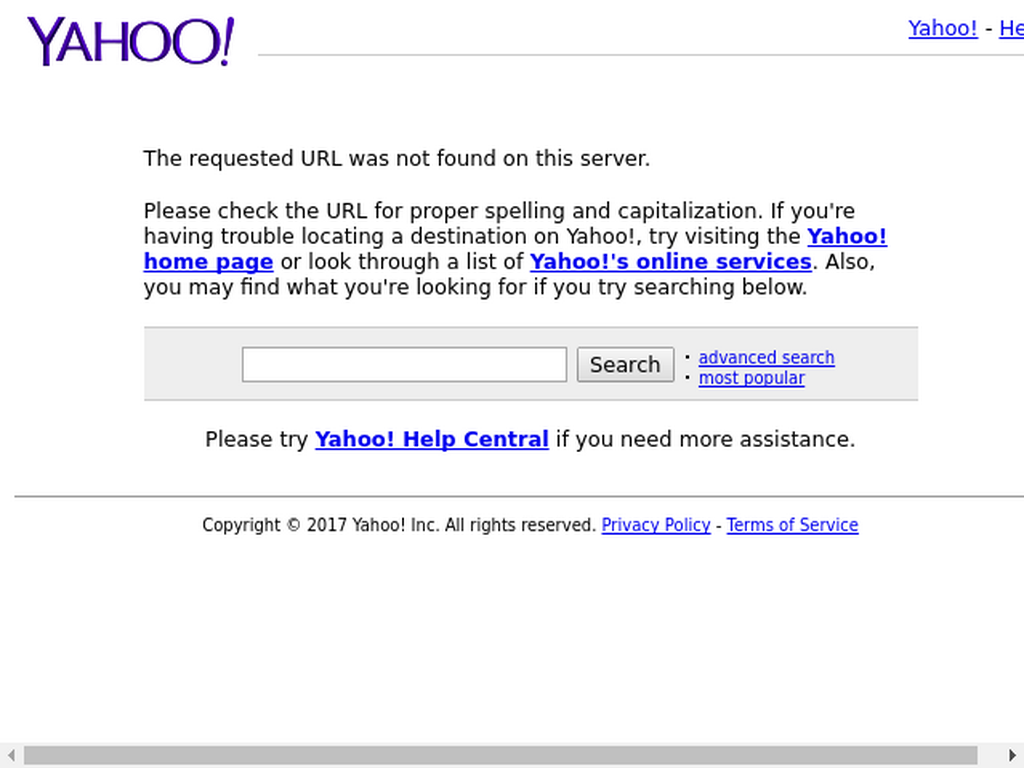 YAHOO!
Yahoo! - He
The requested URL was not found on this server.
Please check the URL for proper spelling and capitalization. If you're
having trouble locating a destination on Yahoo!, try visiting the Yahoo!
home page or look through a list of Yahoo!'s online services. Also,
you may find what you're looking for if you try searching below.
Search
· advanced search
· most popular
Please try Yahoo! Help Central if you need more assistance.
Copyright © 2017 Yahoo! Inc. All rights reserved. Privacy Policy - Terms of Service